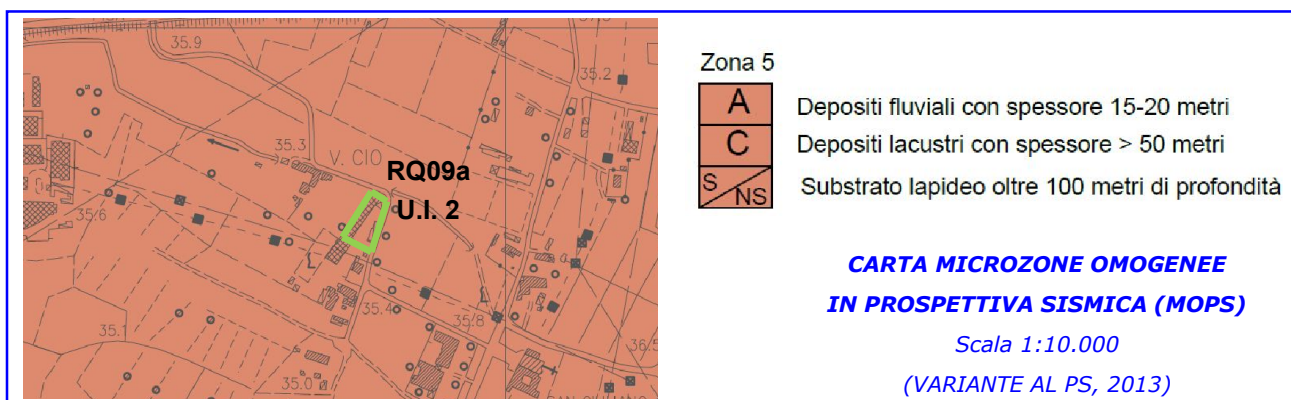 35.9
35.2
35.3
V. CIO
RQ09a
U.I. 2
35.6
35.4
35.8
35.1
36.5
35.0
Zona 5
A
Depositi fluviali con spessore 15-20 metri
C
Depositi lacustri con spessore > 50 metri
S/NS
Substrato lapideo oltre 100 metri di profondità
CARTA MICROZONE OMOGENEE
IN PROSPETTIVA SISMICA (MOPS)
Scala 1:10.000
(VARIANTE AL PS, 2013)